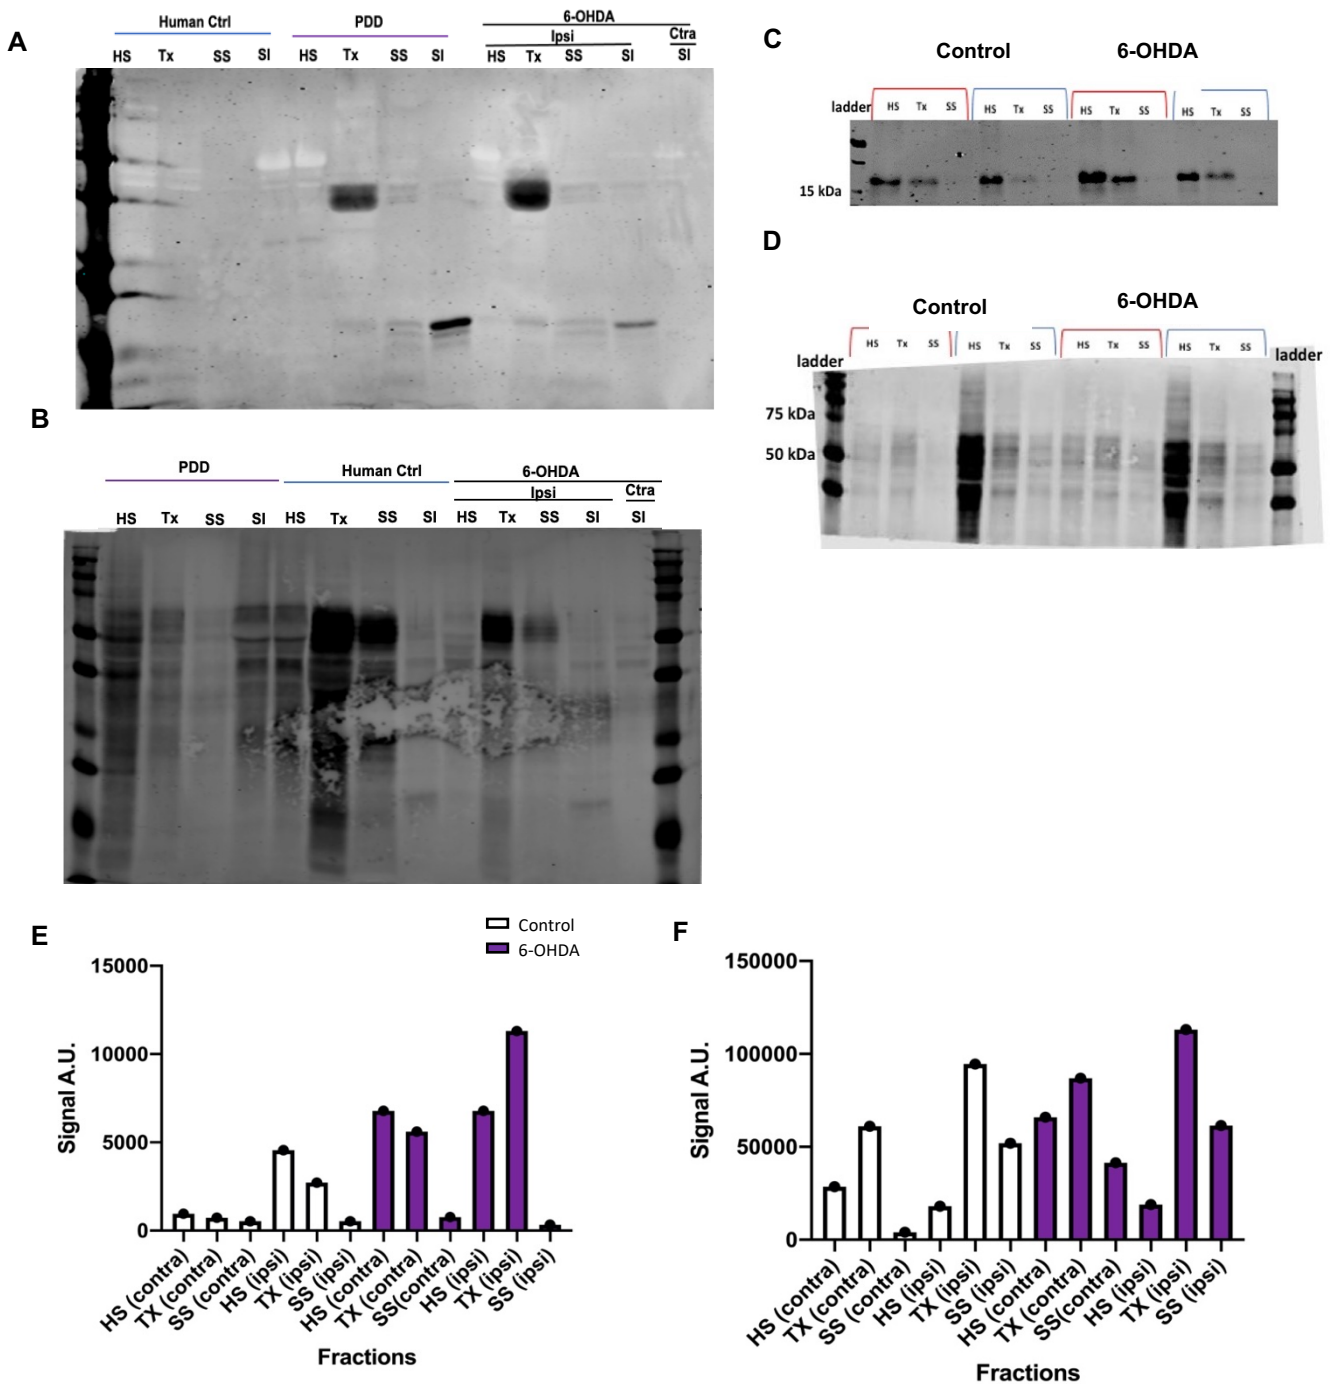 A
Human Ctrl PDD 6-OHDA
Ipsi Ctra
HS Tx SS SI HS Tx SS SI HS Tx SS SI SI
B
PDD Human Ctrl 6-OHDA
Ipsi Ctra
HS Tx SS SI HS Tx SS SI HS Tx SS SI SI
C
Control 6-OHDA
ladder HS Tx SS HS Tx SS HS Tx SS HS Tx SS
15 kDa
D
Control 6-OHDA
HS Tx SS HS Tx SS HS Tx SS HS Tx SS
ladder ladder
75 kDa
50 kDa
E
Control
6-OHDA
15000
10000
5000
0
Signal A.U.
HS (contra)
TX (contra)
SS (contra)
HS (ipsi)
TX (ipsi)
SS (ipsi)
HS (contra)
TX (contra)
SS(contra)
HS (ipsi)
TX (ipsi)
SS (ipsi)
Fractions
F
150000
100000
50000
0
Signal A.U.
HS (contra)
TX (contra)
SS (contra)
HS (ipsi)
TX (ipsi)
SS (ipsi)
HS (contra)
TX (contra)
SS(contra)
HS (ipsi)
TX (ipsi)
SS (ipsi)
Fractions